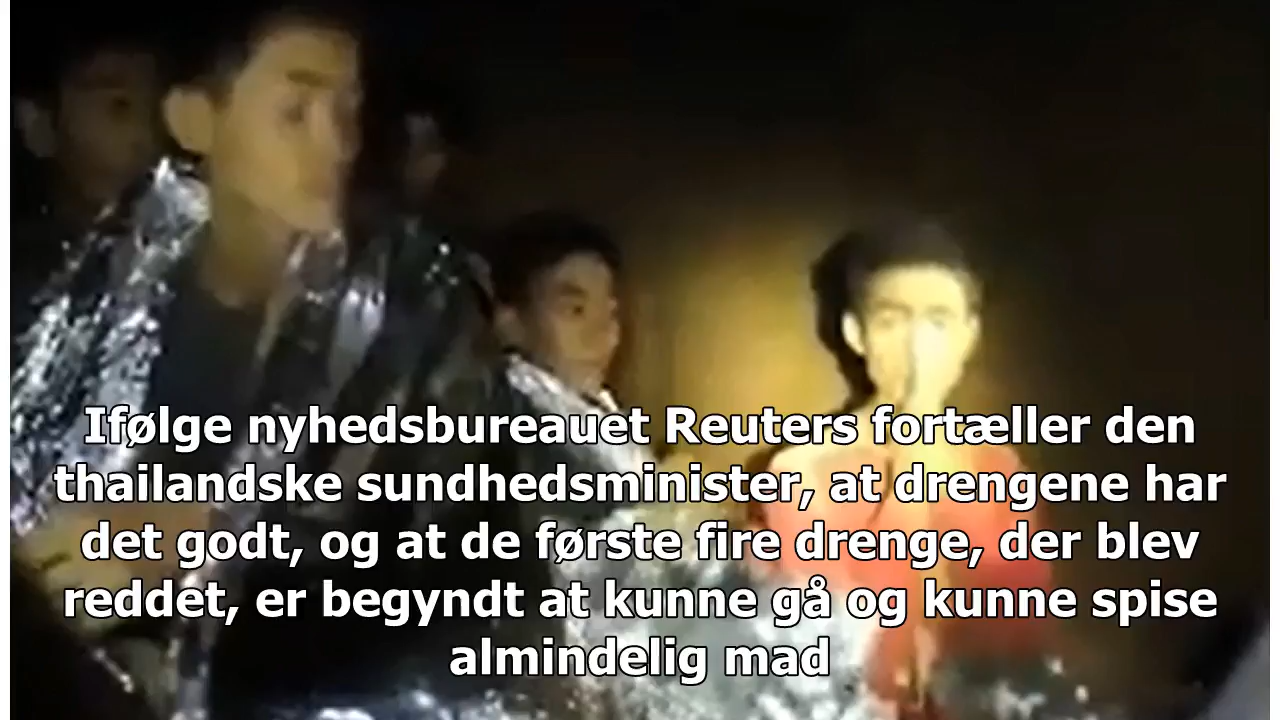 Ifølge nyhedsbureauet Reuters fortæller den
thailandske sundhedsminister, at drengene har
det godt, og at de første fire drenge, der blev
reddet, er begyndt at kunne gå og kunne spise
almindelig mad